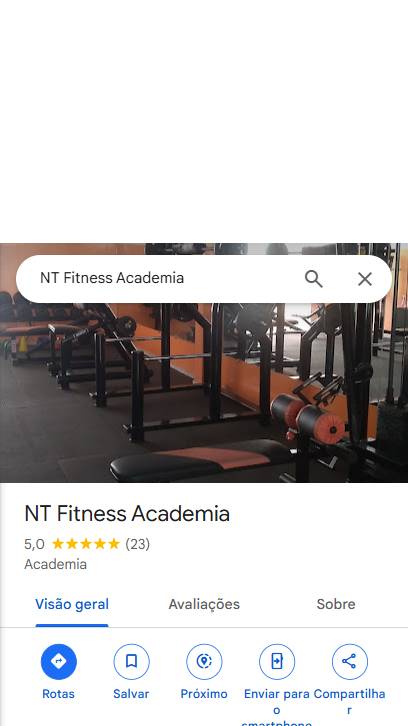 NT Fitness Academia
NT Fitness Academia
5,0 ★★★★★ (23)
Academia
Visão geral Avaliações Sobre
Rotas Salvar Próximo Enviar para o smartphone Compartilhar